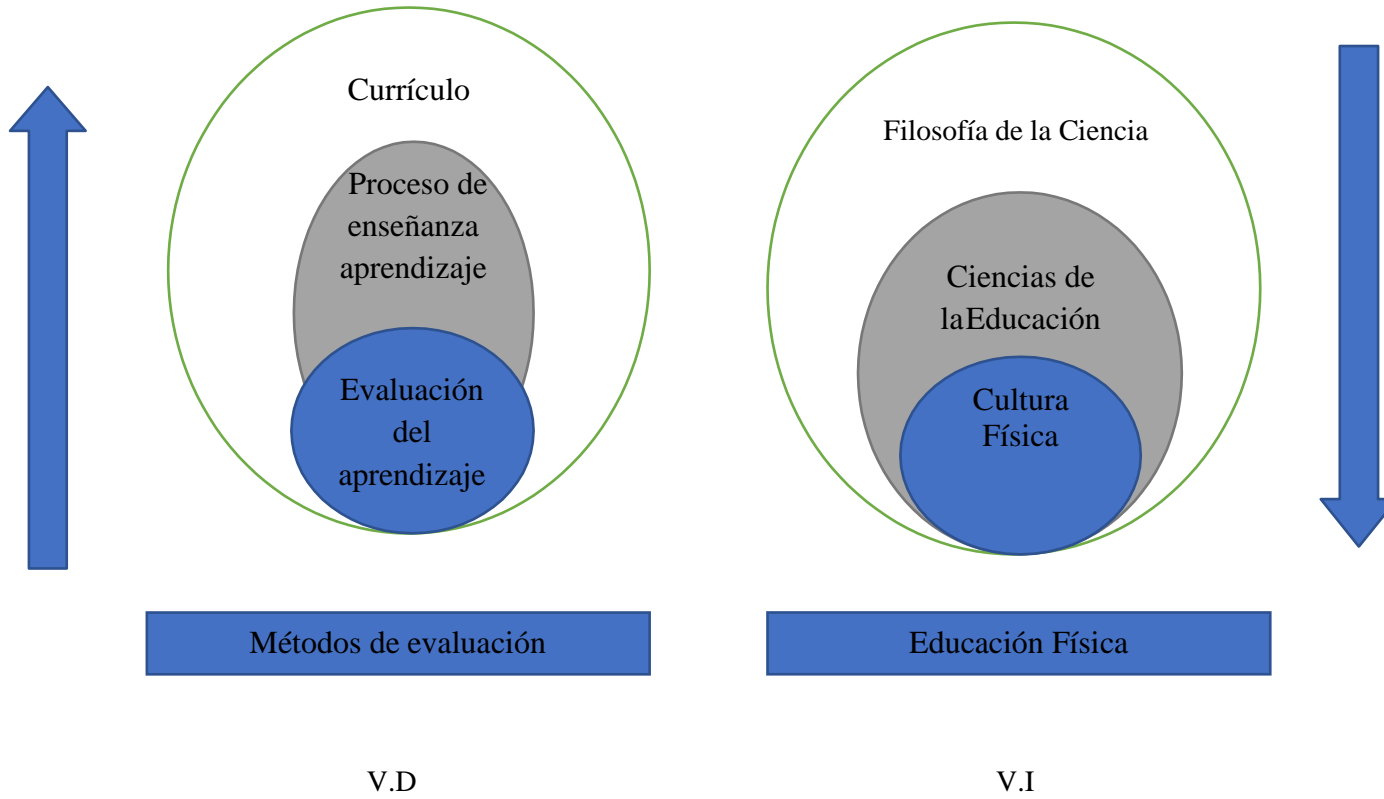 Currículo
Proceso de
enseñanza
aprendizaje
Evaluación
del
aprendizaje
Métodos de evaluación
V.D
Filosofía de la Ciencia
Ciencias de
laEducación
Cultura
Física
Educación Física
V.I